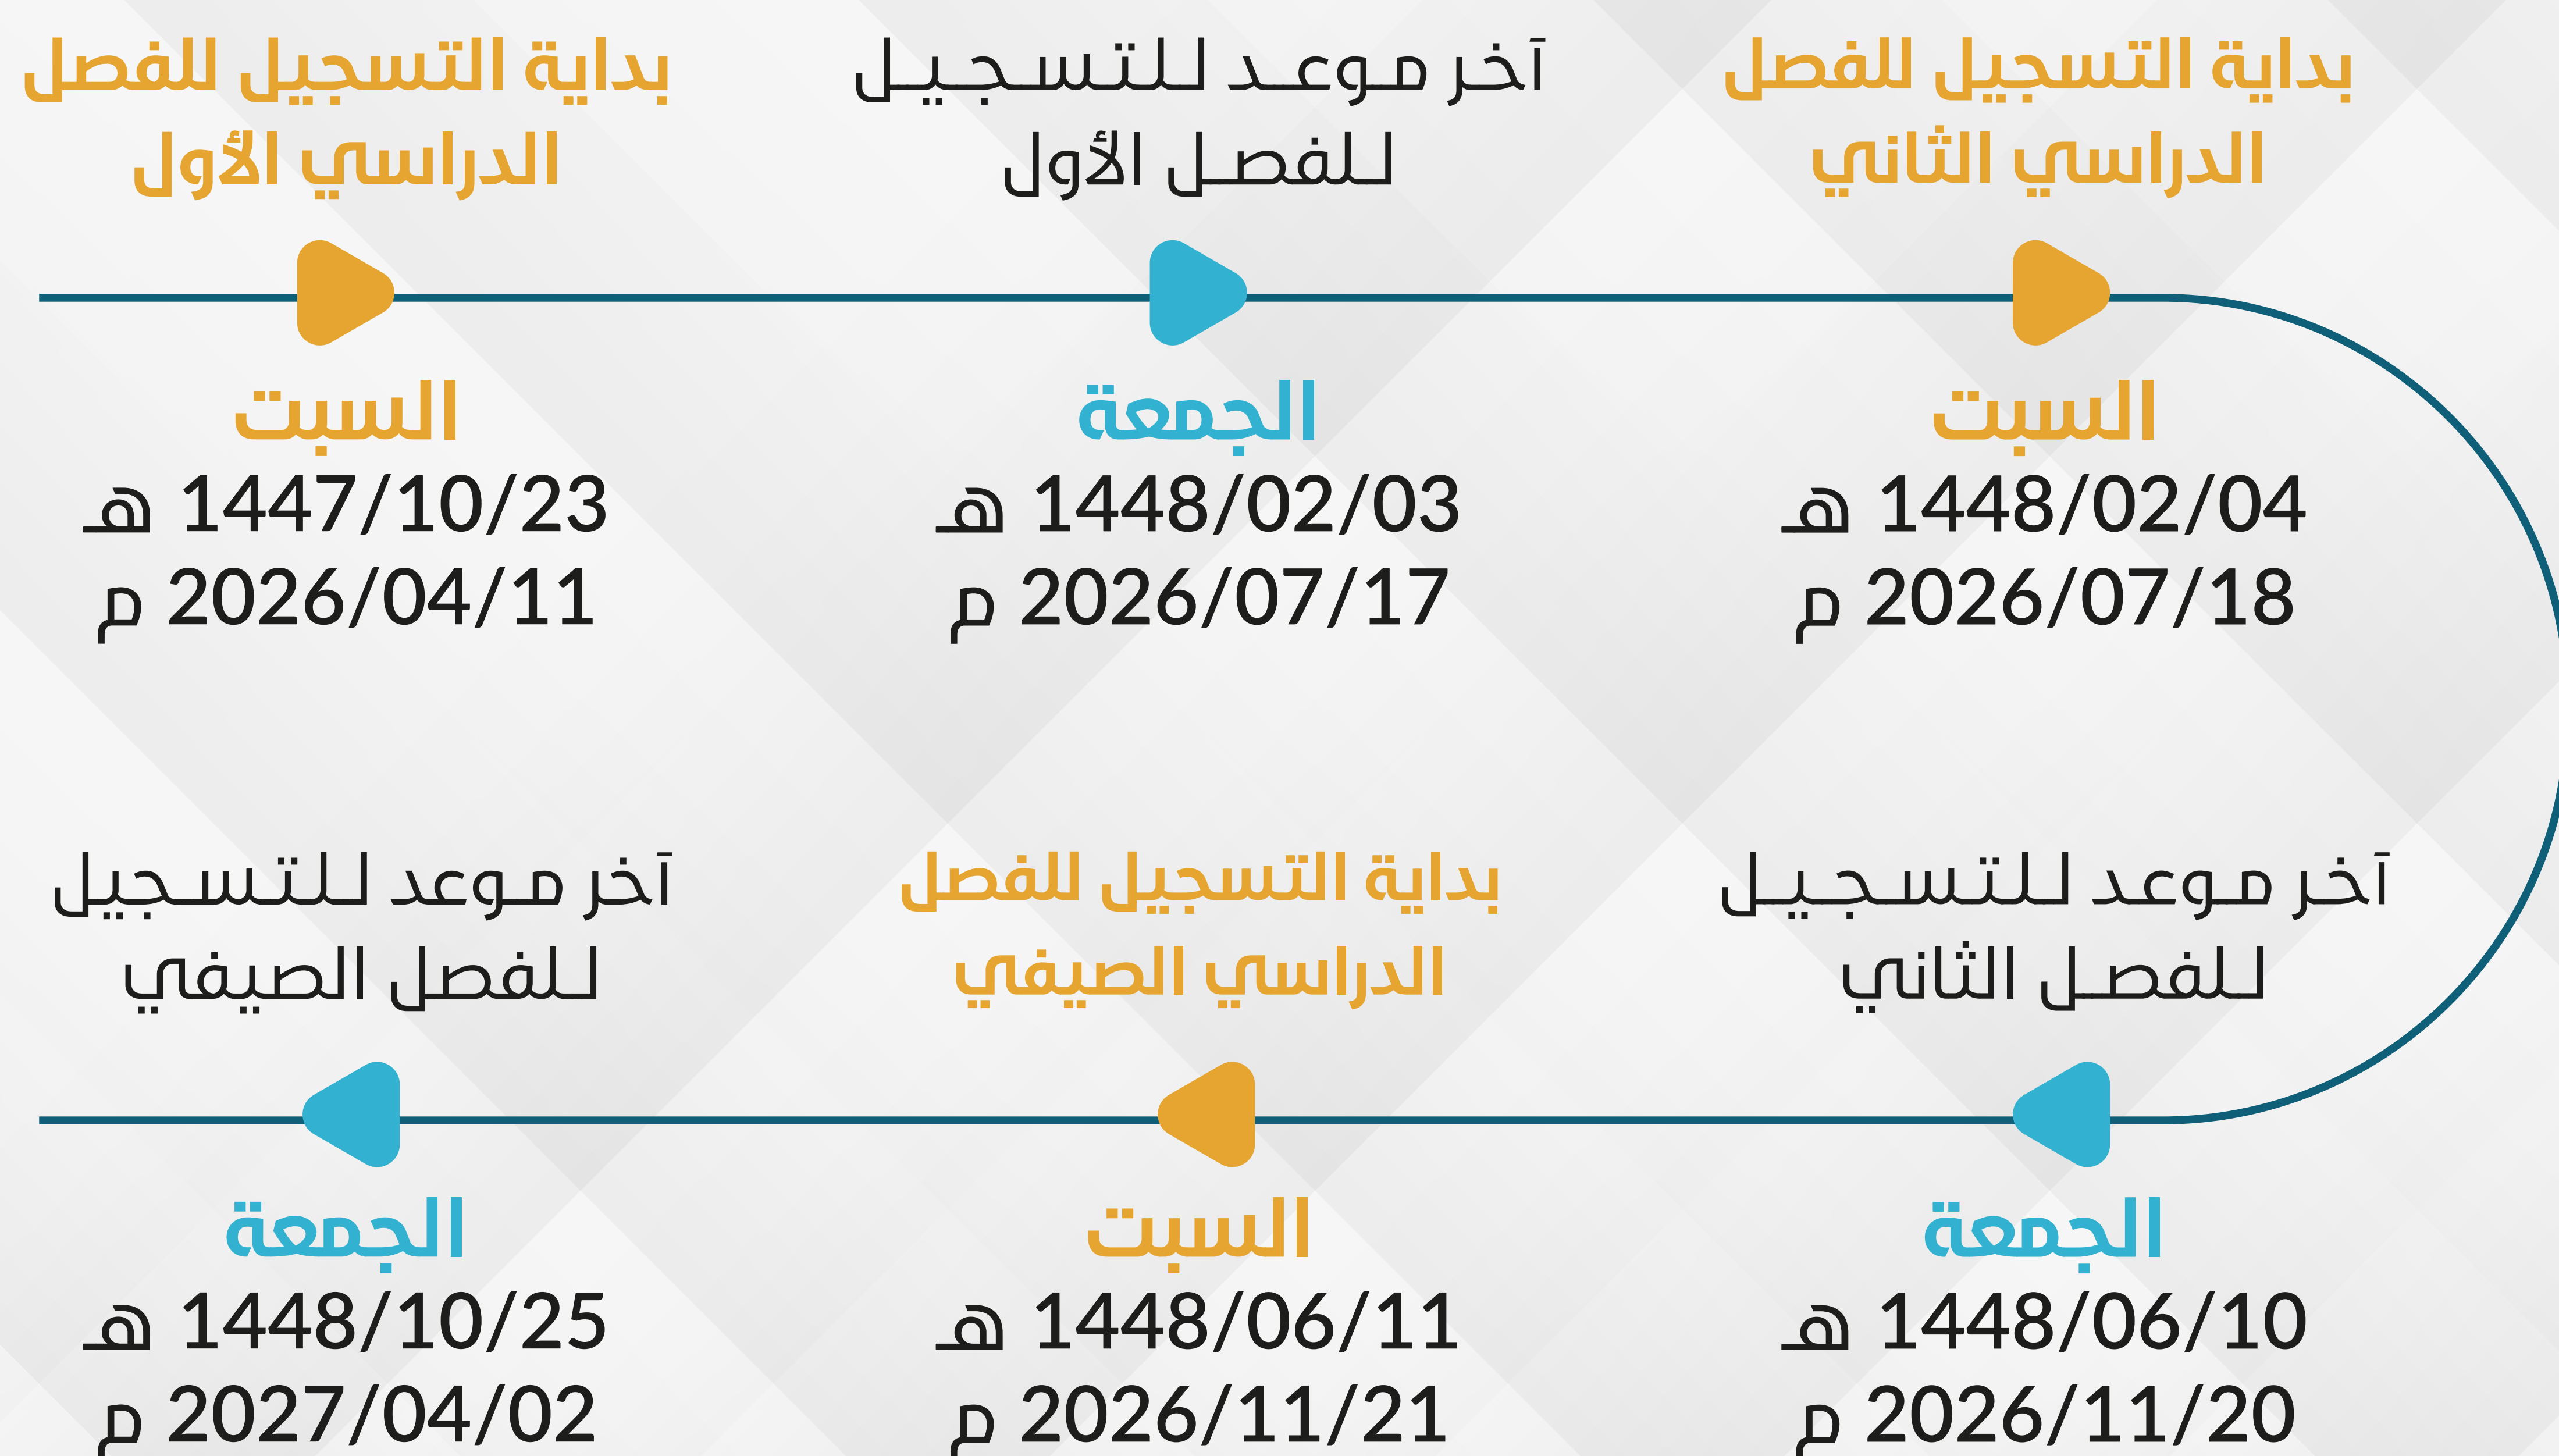 بداية التسجيل للفصل
الدراسي الأول
السبت
1447/10/23 هـ
2026/04/11 م
آخر موعد للتسجيل
للفصل الأول
الجمعة
1448/02/03 هـ
2026/07/17 م
بداية التسجيل للفصل
الدراسي الثاني
السبت
1448/02/04 هـ
2026/07/18 م
آخر موعد للتسجيل
للفصل الثاني
الجمعة
1448/06/10 هـ
2026/11/20 م
بداية التسجيل للفصل
الدراسي الصيفي
السبت
1448/06/11 هـ
2026/11/21 م
آخر موعد للتسجيل
للفصل الصيفي
الجمعة
1448/10/25 هـ
2027/04/02 م